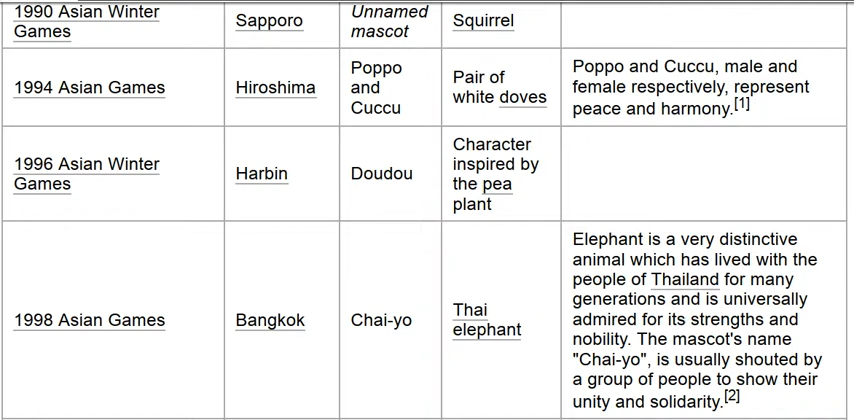 1990 Asian Winter
Games
Sapporo
Unnamed
mascot
Squirrel
1994 Asian Games
Hiroshima
Poppo
and
Cuccu
Pair of
white doves
Poppo and Cuccu, male and
female respectively, represent
peace and harmony.[1]
1996 Asian Winter
Games
Harbin
Doudou
Character
inspired by
the pea
plant
1998 Asian Games
Bangkok
Chai-yo
Thai
elephant
Elephant is a very distinctive
animal which has lived with the
people of Thailand for many
generations and is universally
admired for its strengths and
nobility. The mascot's name
"Chai-yo", is usually shouted by
a group of people to show their
unity and solidarity.[2]